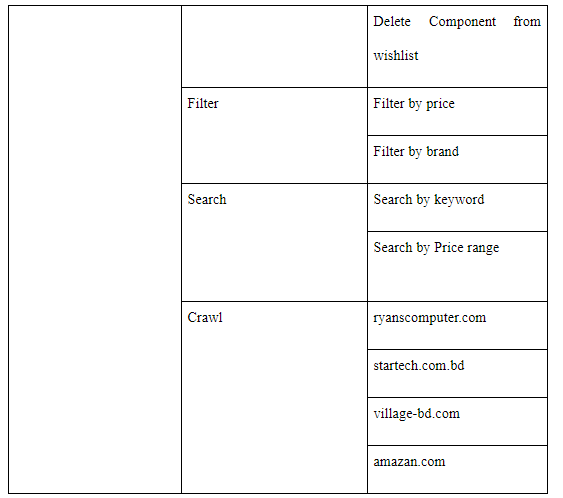 Delete Component from
wishlist
Filter
Filter by price
Filter by brand
Search
Search by keyword
Search by Price range
Crawl
ryanscomputer.com
startech.com.bd
village-bd.com
amazan.com